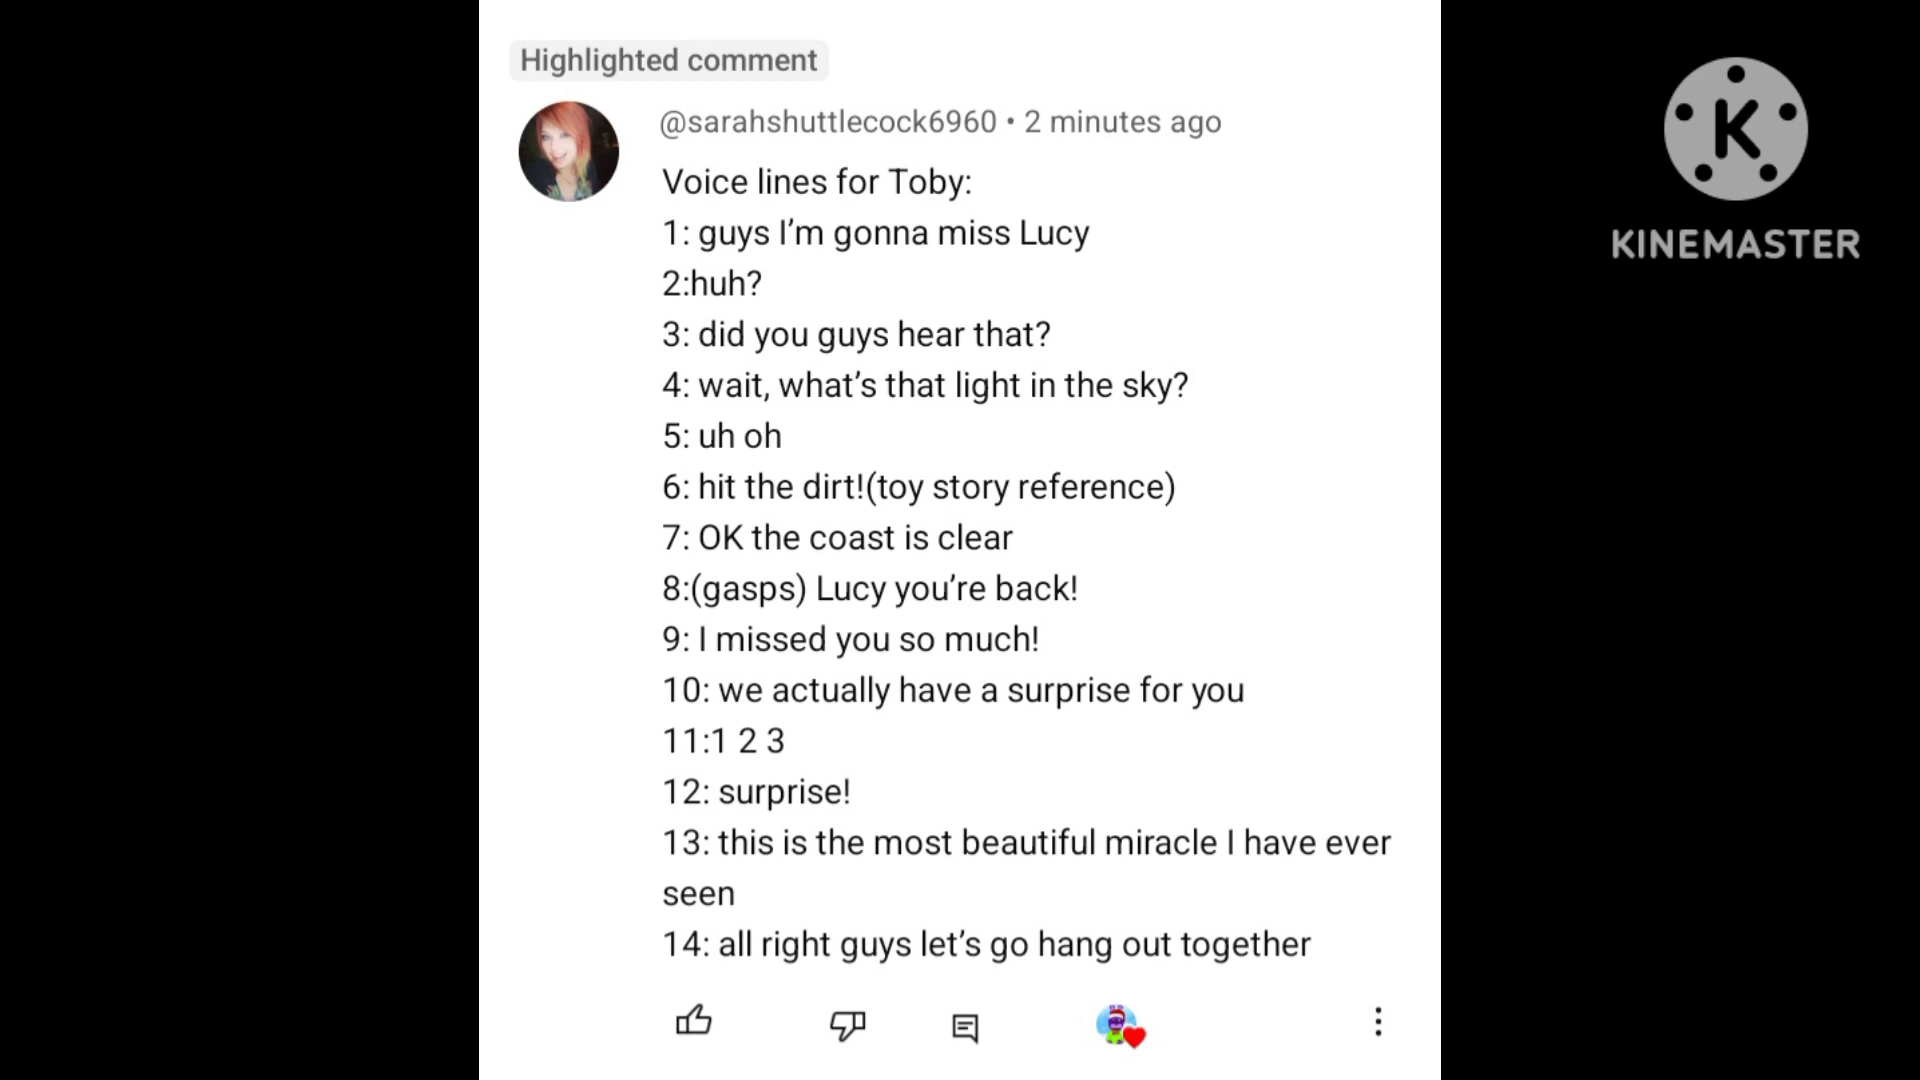 Highlighted comment
@sarahshuttlecock6960 • 2 minutes ago
Voice lines for Toby:
1: guys I’m gonna miss Lucy
2:huh?
3: did you guys hear that?
4: wait, what’s that light in the sky?
5: uh oh
6: hit the dirt!(toy story reference)
7: OK the coast is clear
8:(gasps) Lucy you’re back!
9: I missed you so much!
10: we actually have a surprise for you
11:1 2 3
12: surprise!
13: this is the most beautiful miracle I have ever
seen
14: all right guys let’s go hang out together
K
KINEMASTER